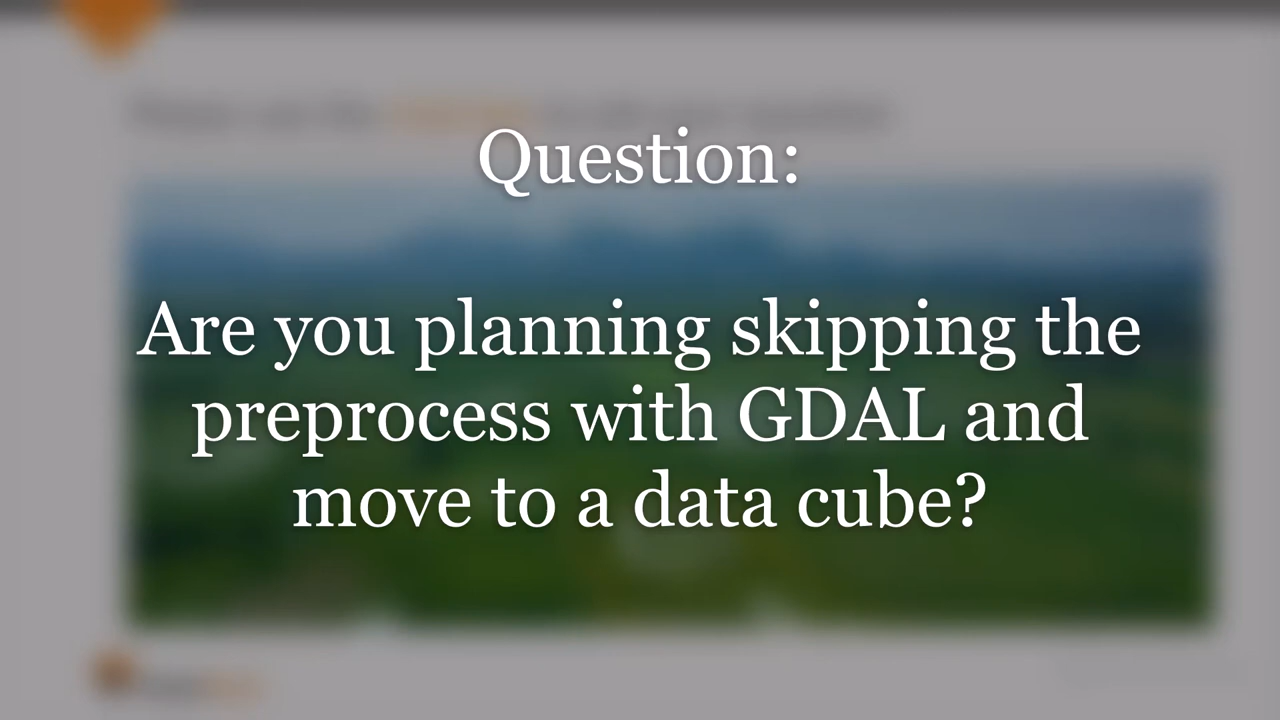 Question:
Are you planning skipping the
preprocess with GDAL and
move to a data cube?